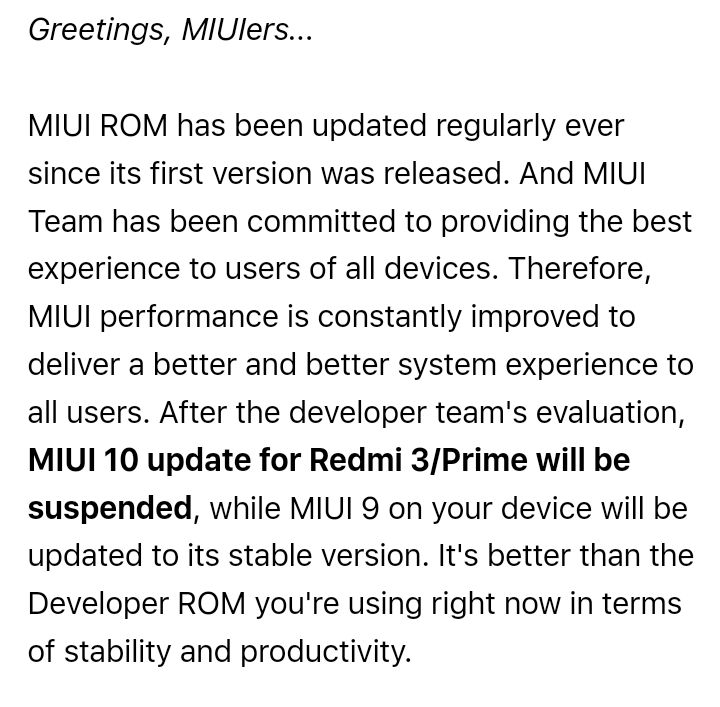 Greetings, MIUIers...
MIUI ROM has been updated regularly ever
since its first version was released. And MIUI
Team has been committed to providing the best
experience to users of all devices. Therefore,
MIUI performance is constantly improved to
deliver a better and better system experience to
all users. After the developer team's evaluation,
MIUI 10 update for Redmi 3/Prime will be
suspended, while MIUI 9 on your device will be
updated to its stable version. It's better than the
Developer ROM you're using right now in terms
of stability and productivity.